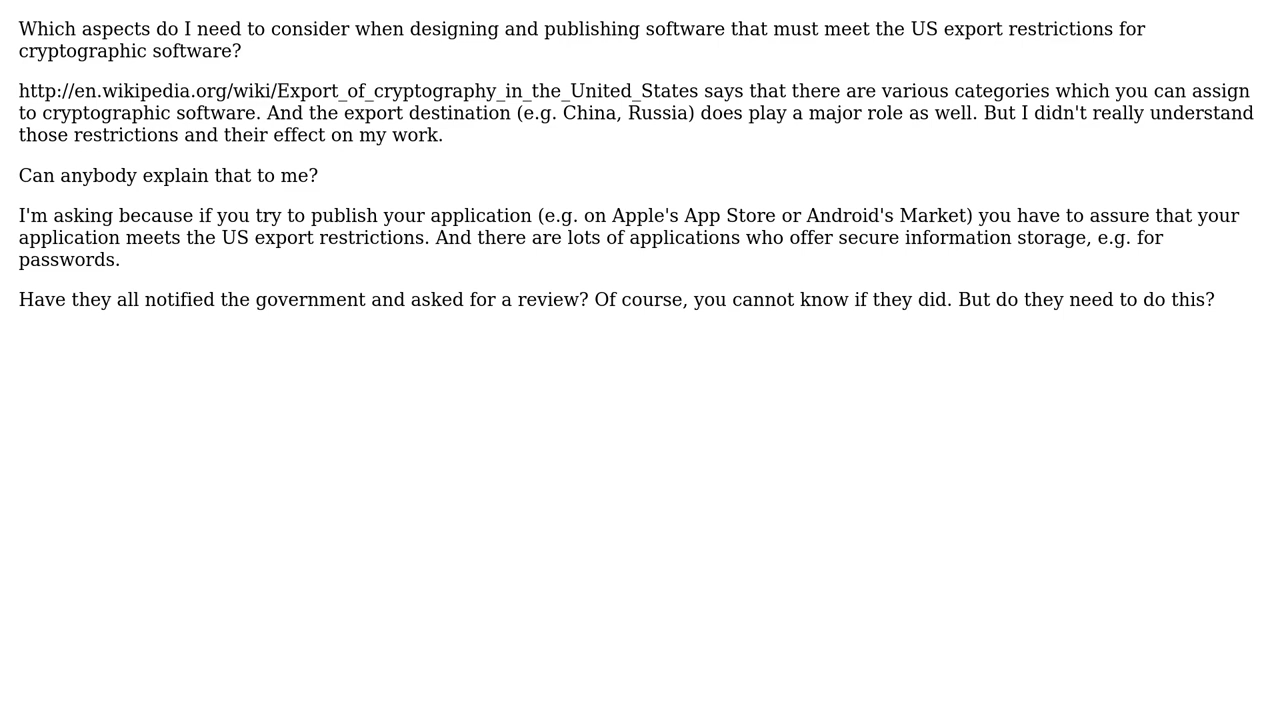 Which aspects do I need to consider when designing and publishing software that must meet the US export restrictions for
cryptographic software?
http://en.wikipedia.org/wiki/Export_of_cryptography_in_the_United_States says that there are various categories which you can assign
to cryptographic software. And the export destination (e.g. China, Russia) does play a major role as well. But I didn't really understand
those restrictions and their effect on my work.
Can anybody explain that to me?
I'm asking because if you try to publish your application (e.g. on Apple's App Store or Android's Market) you have to assure that your
application meets the US export restrictions. And there are lots of applications who offer secure information storage, e.g. for
passwords.
Have they all notified the government and asked for a review? Of course, you cannot know if they did. But do they need to do this?